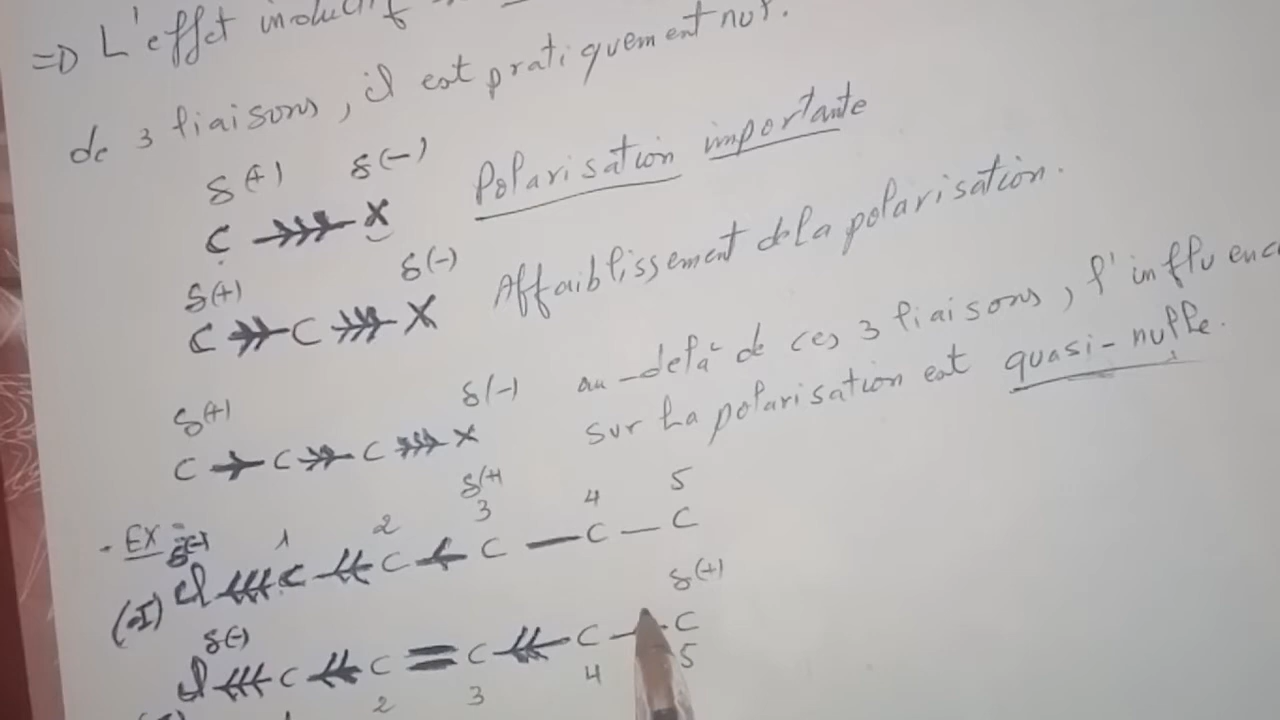 => L'effet inductif
de 3 liaisons, il est pratiquement nul.
δ(+) δ(-) Polarisation importante
C →>>> X
δ(+) δ(-) Affaiblissement de la polarisation.
C →>> C →>>> X
δ(+) δ(-) au-delà de ces 3 liaisons, l'influenc
C → C →>> C →>>> X sur la polarisation est quasi-nulle.
- EX : δ(-) 1 2 δ(+) 3 4 5
(-I) Cl <<<- C <<- C <- C - C - C
δ(-) δ(+)
Cl <<<- C <<- C = C <<- C - C
2 3 4 5